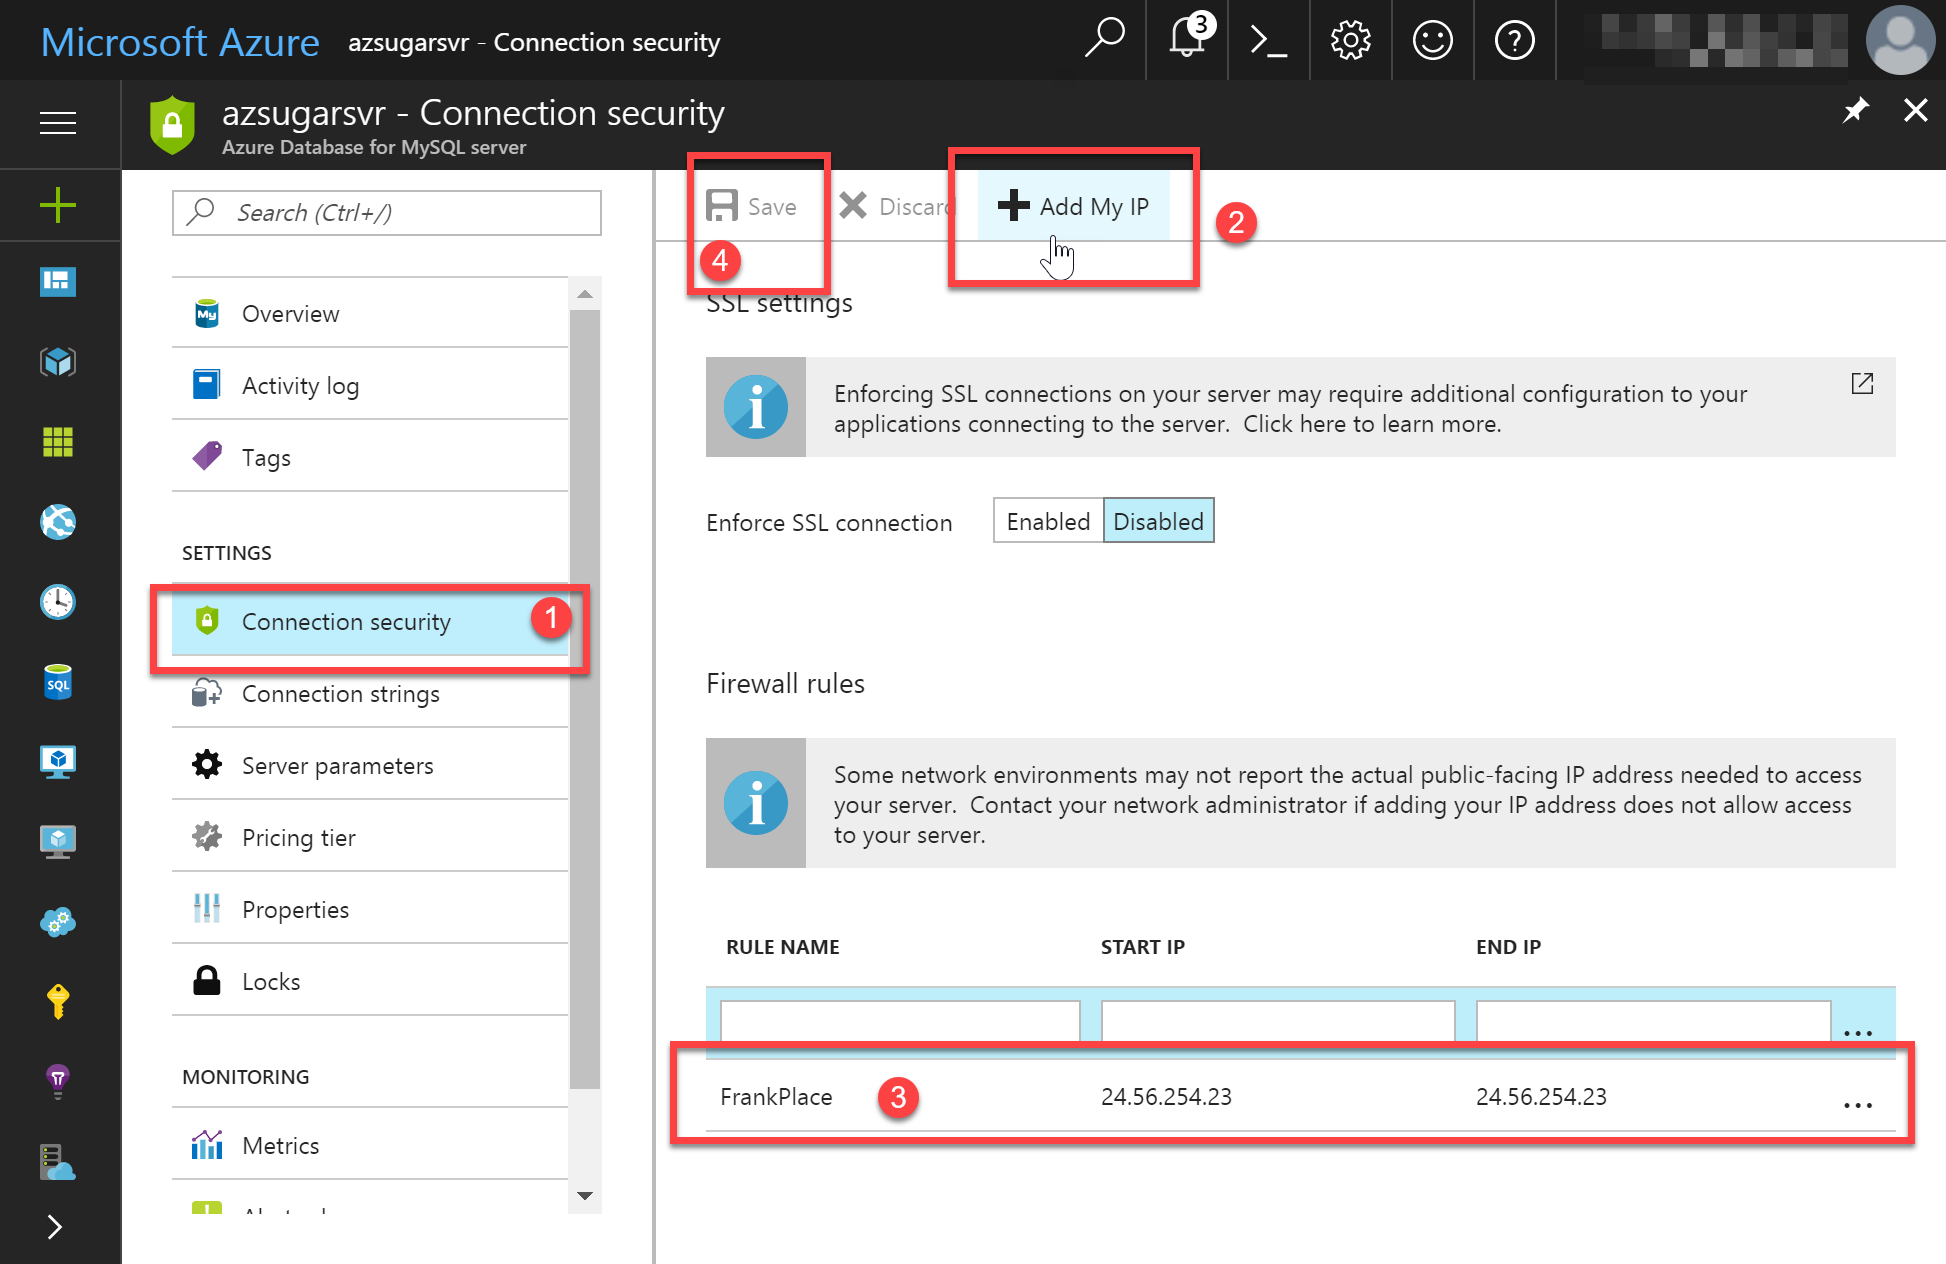 Microsoft Azure azsugarsvr - Connection security 3
azsugarsvr - Connection security
Azure Database for MySQL server
Search (Ctrl+/)
Save Discard Add My IP 2
4
My Overview
Activity log
Tags
SETTINGS
Connection security 1
Connection strings
Server parameters
Pricing tier
Properties
Locks
MONITORING
Metrics
SQL
SSL settings
Enforcing SSL connections on your server may require additional configuration to your
applications connecting to the server. Click here to learn more.
Enforce SSL connection Enabled Disabled
Firewall rules
Some network environments may not report the actual public-facing IP address needed to access
your server. Contact your network administrator if adding your IP address does not allow access
to your server.
RULE NAME START IP END IP
...
FrankPlace 3 24.56.254.23 24.56.254.23 ...